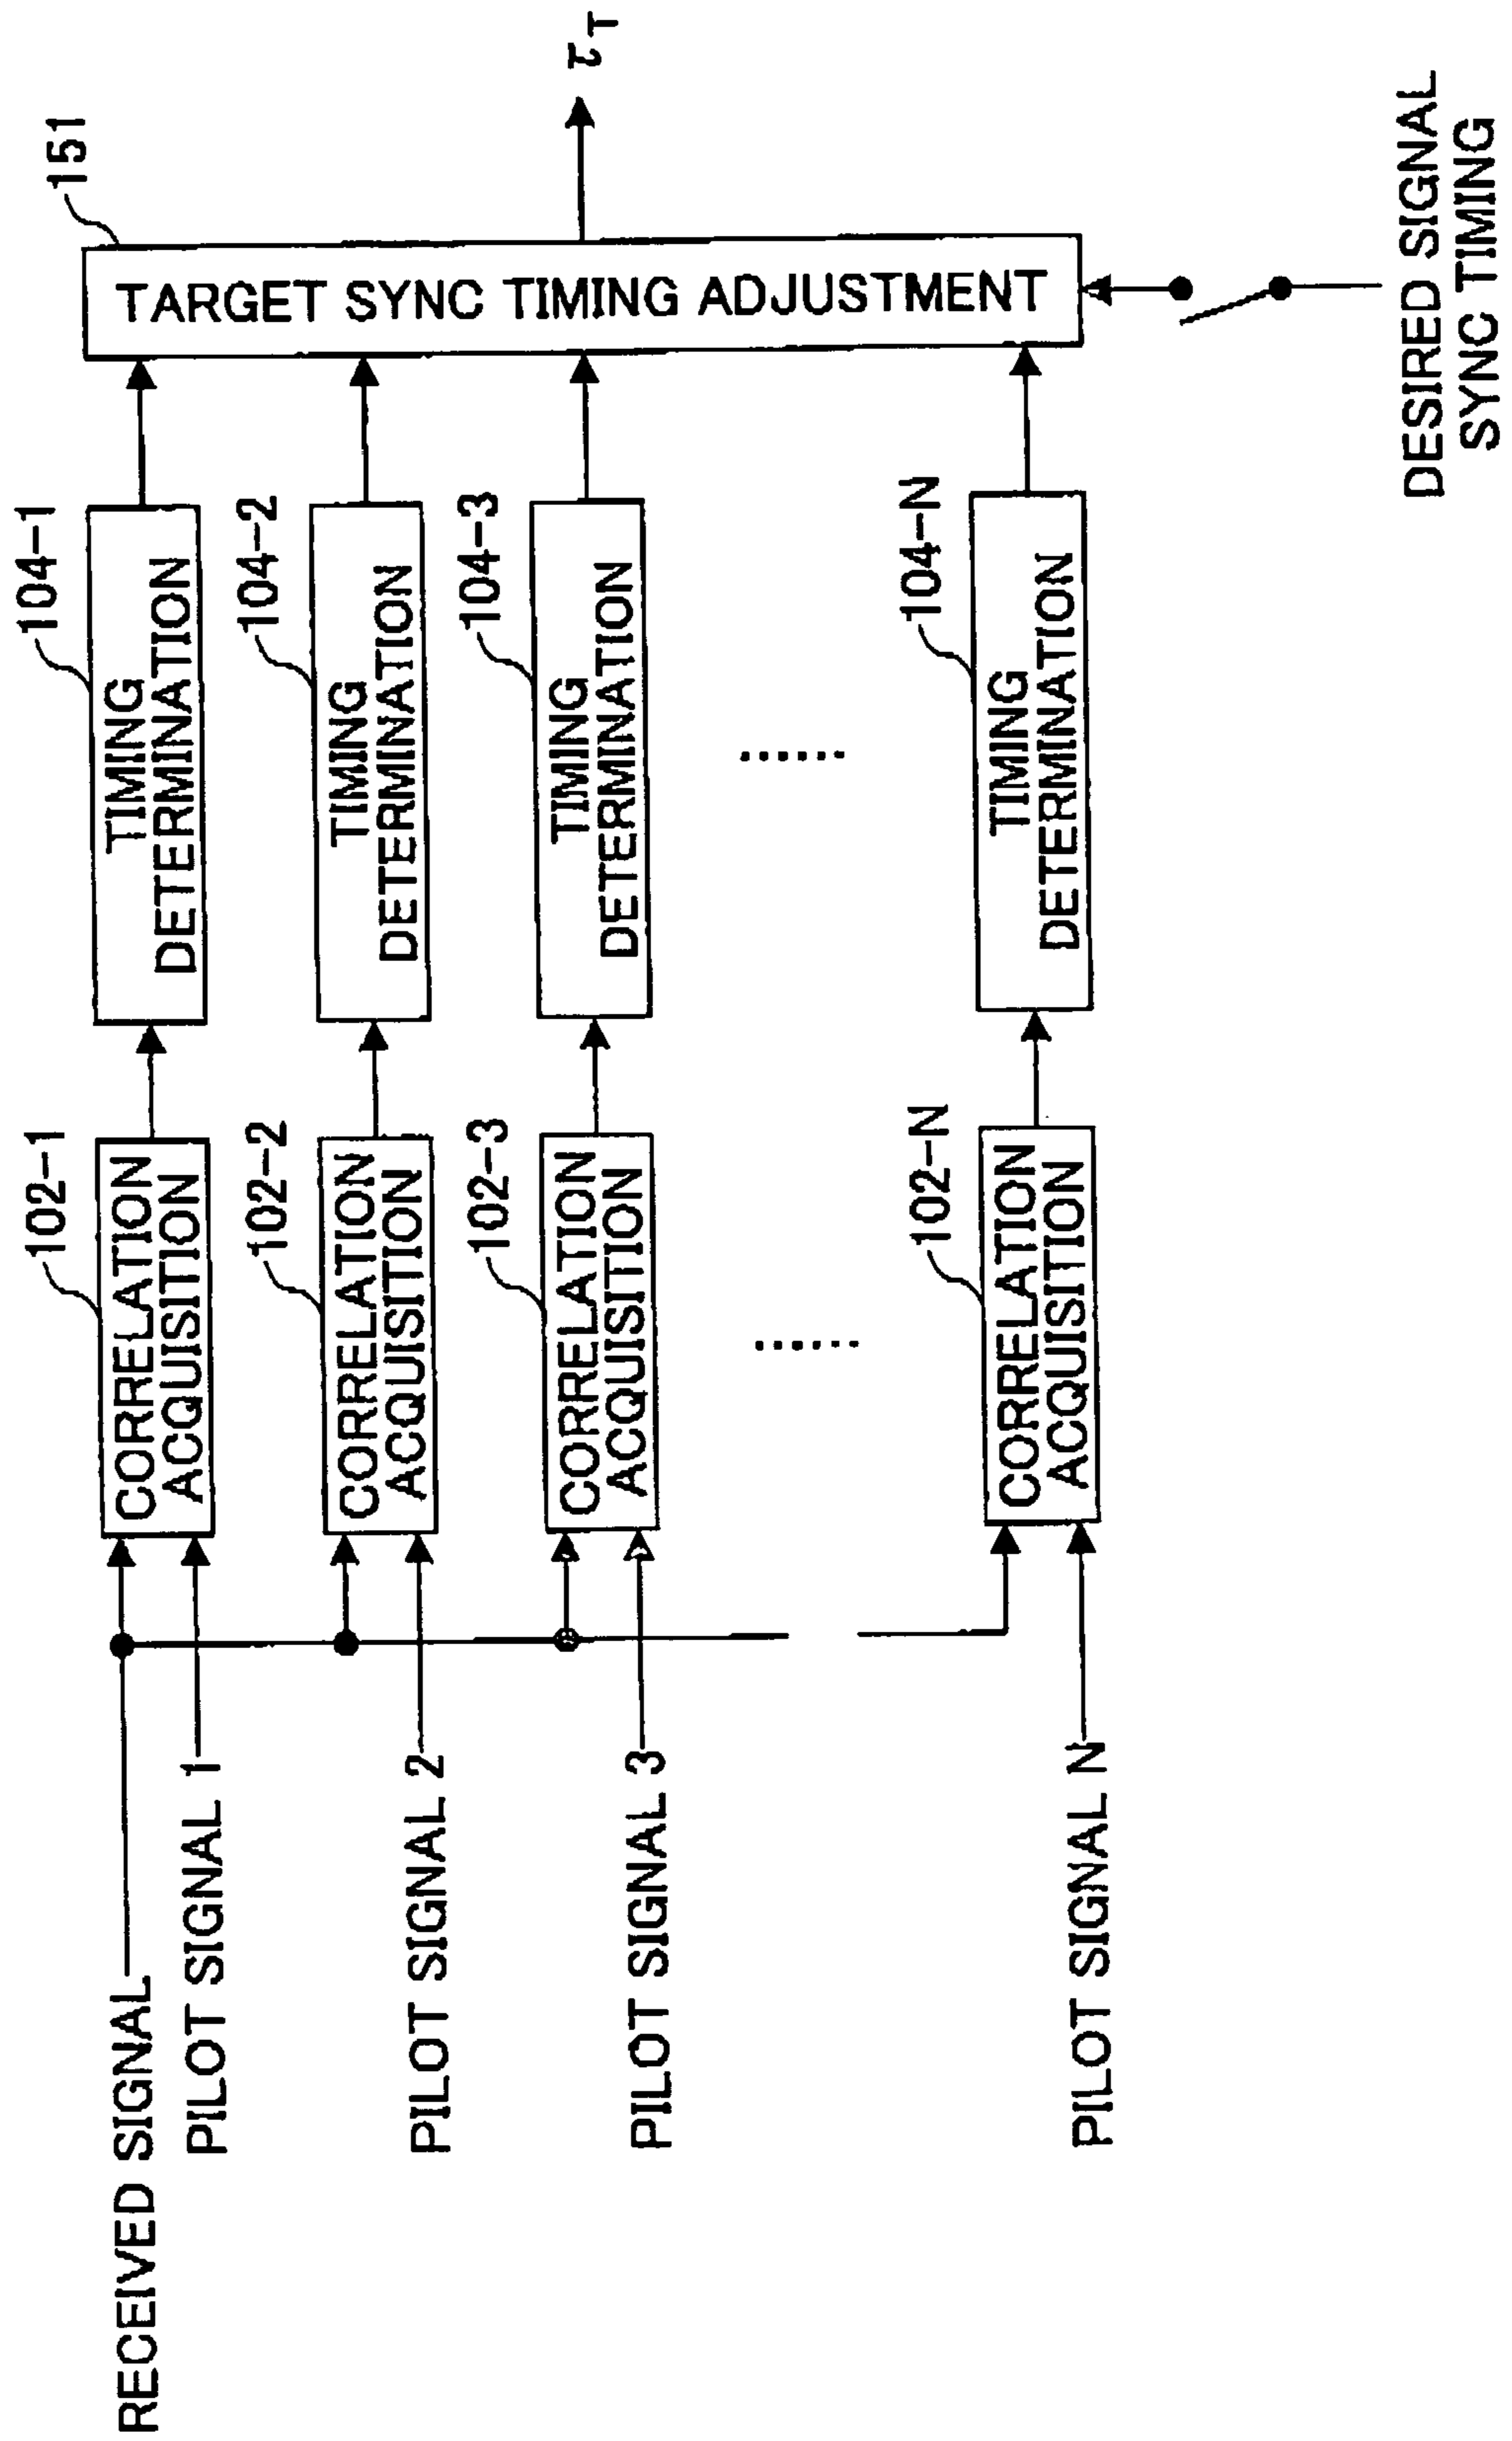 RECEIVED SIGNAL
PILOT SIGNAL 1
102-1
CORRELATION
ACQUISITION
104-1
TIMING
DETERMINATION
PILOT SIGNAL 2
102-2
CORRELATION
ACQUISITION
104-2
TIMING
DETERMINATION
PILOT SIGNAL 3
102-3
CORRELATION
ACQUISITION
104-3
TIMING
DETERMINATION
......
......
PILOT SIGNAL N
102-N
CORRELATION
ACQUISITION
104-N
TIMING
DETERMINATION
151
TARGET SYNC TIMING ADJUSTMENT
τT
DESIRED SIGNAL
SYNC TIMING